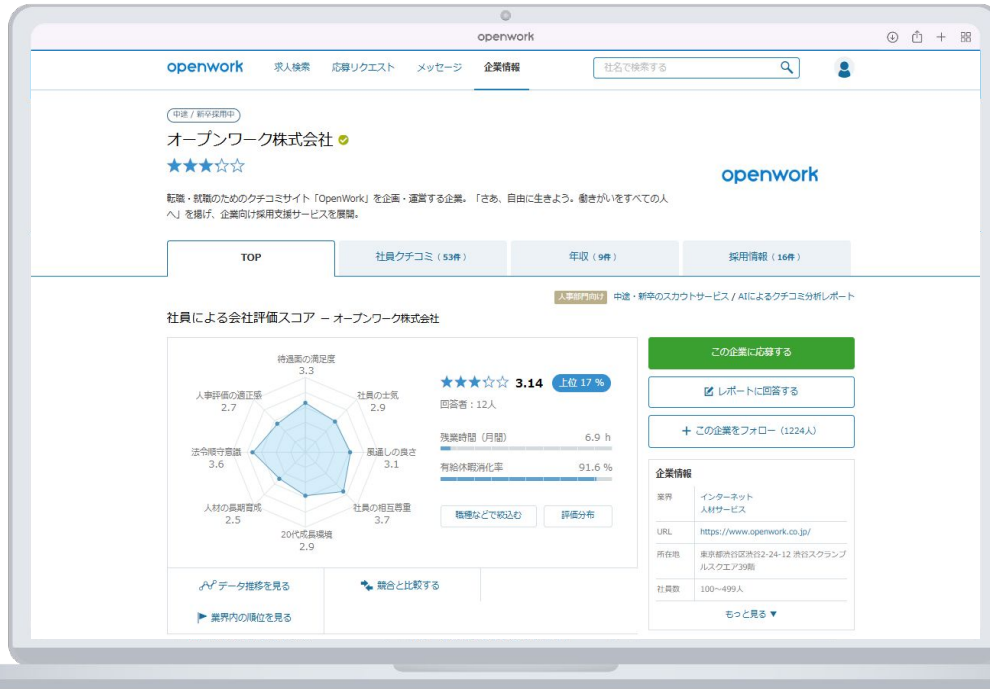 openwork
openwork 求人検索 応募リクエスト メッセージ 企業情報 社名で検索する
中途 / 新卒採用中
オープンワーク株式会社
★★★☆☆
openwork
転職・就職のためのクチコミサイト「OpenWork」を企画・運営する企業。「さあ、自由に生きよう。働きがいをすべての人
へ」を掲げ、企業向け採用支援サービスを展開。
TOP 社員クチコミ（53件） 年収（9件） 採用情報（16件）
人事部門向け 中途・新卒のスカウトサービス / AIによるクチコミ分析レポート
社員による会社評価スコア － オープンワーク株式会社
待遇面の満足度
3.3
社員の士気
2.9
風通しの良さ
3.1
社員の相互尊重
3.7
20代成長環境
2.9
人材の長期育成
2.5
法令順守意識
3.6
人事評価の適正感
2.7
★★★☆☆ 3.14 上位 17 %
回答者：12人
残業時間（月間） 6.9 h
有給休暇消化率 91.6 %
職種などで絞込む 評価分布
データ推移を見る 競合と比較する
業界内の順位を見る
この企業に応募する
レポートに回答する
＋ この企業をフォロー（1224人）
企業情報
業界 インターネット
人材サービス
URL https://www.openwork.co.jp/
所在地 東京都渋谷区渋谷2-24-12 渋谷スクランブ
ルスクエア39階
社員数 100～499人
もっと見る ▼